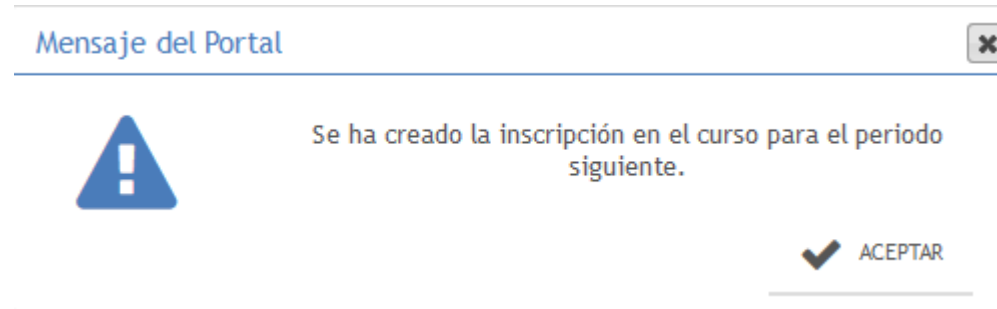 Mensaje del Portal
Se ha creado la inscripción en el curso para el periodo
siguiente.
ACEPTAR